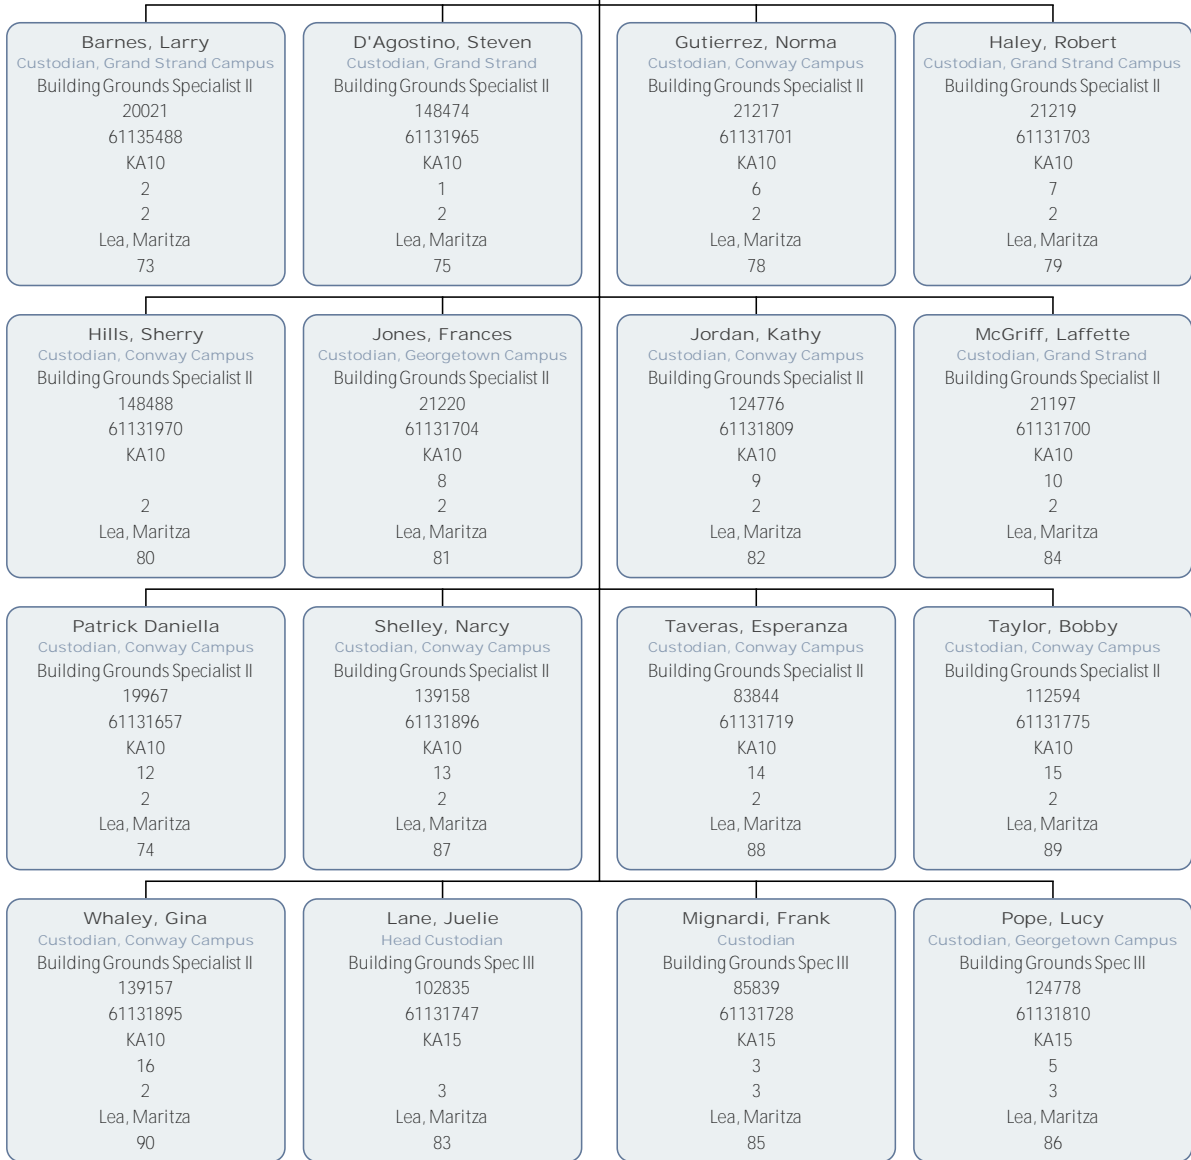 Barnes, Larry
Custodian, Grand Strand Campus
Building Grounds Specialist II
20021
61135488
KA10
2
2
Lea, Maritza
73
D'Agostino, Steven
Custodian, Grand Strand
Building Grounds Specialist II
148474
61131965
KA10
1
2
Lea, Maritza
75
Gutierrez, Norma
Custodian, Conway Campus
Building Grounds Specialist II
21217
61131701
KA10
6
2
Lea, Maritza
78
Haley, Robert
Custodian, Grand Strand Campus
Building Grounds Specialist II
21219
61131703
KA10
7
2
Lea, Maritza
79
Hills, Sherry
Custodian, Conway Campus
Building Grounds Specialist II
148488
61131970
KA10
2
Lea, Maritza
80
Jones, Frances
Custodian, Georgetown Campus
Building Grounds Specialist II
21220
61131704
KA10
8
2
Lea, Maritza
81
Jordan, Kathy
Custodian, Conway Campus
Building Grounds Specialist II
124776
61131809
KA10
9
2
Lea, Maritza
82
McGriff, Laffette
Custodian, Grand Strand
Building Grounds Specialist II
21197
61131700
KA10
10
2
Lea, Maritza
84
Patrick Daniella
Custodian, Conway Campus
Building Grounds Specialist II
19967
61131657
KA10
12
2
Lea, Maritza
74
Shelley, Narcy
Custodian, Conway Campus
Building Grounds Specialist II
139158
61131896
KA10
13
2
Lea, Maritza
87
Taveras, Esperanza
Custodian, Conway Campus
Building Grounds Specialist II
83844
61131719
KA10
14
2
Lea, Maritza
88
Taylor, Bobby
Custodian, Conway Campus
Building Grounds Specialist II
112594
61131775
KA10
15
2
Lea, Maritza
89
Whaley, Gina
Custodian, Conway Campus
Building Grounds Specialist II
139157
61131895
KA10
16
2
Lea, Maritza
90
Lane, Juelie
Head Custodian
Building Grounds Spec III
102835
61131747
KA15
3
Lea, Maritza
83
Mignardi, Frank
Custodian
Building Grounds Spec III
85839
61131728
KA15
3
3
Lea, Maritza
85
Pope, Lucy
Custodian, Georgetown Campus
Building Grounds Spec III
124778
61131810
KA15
5
3
Lea, Maritza
86